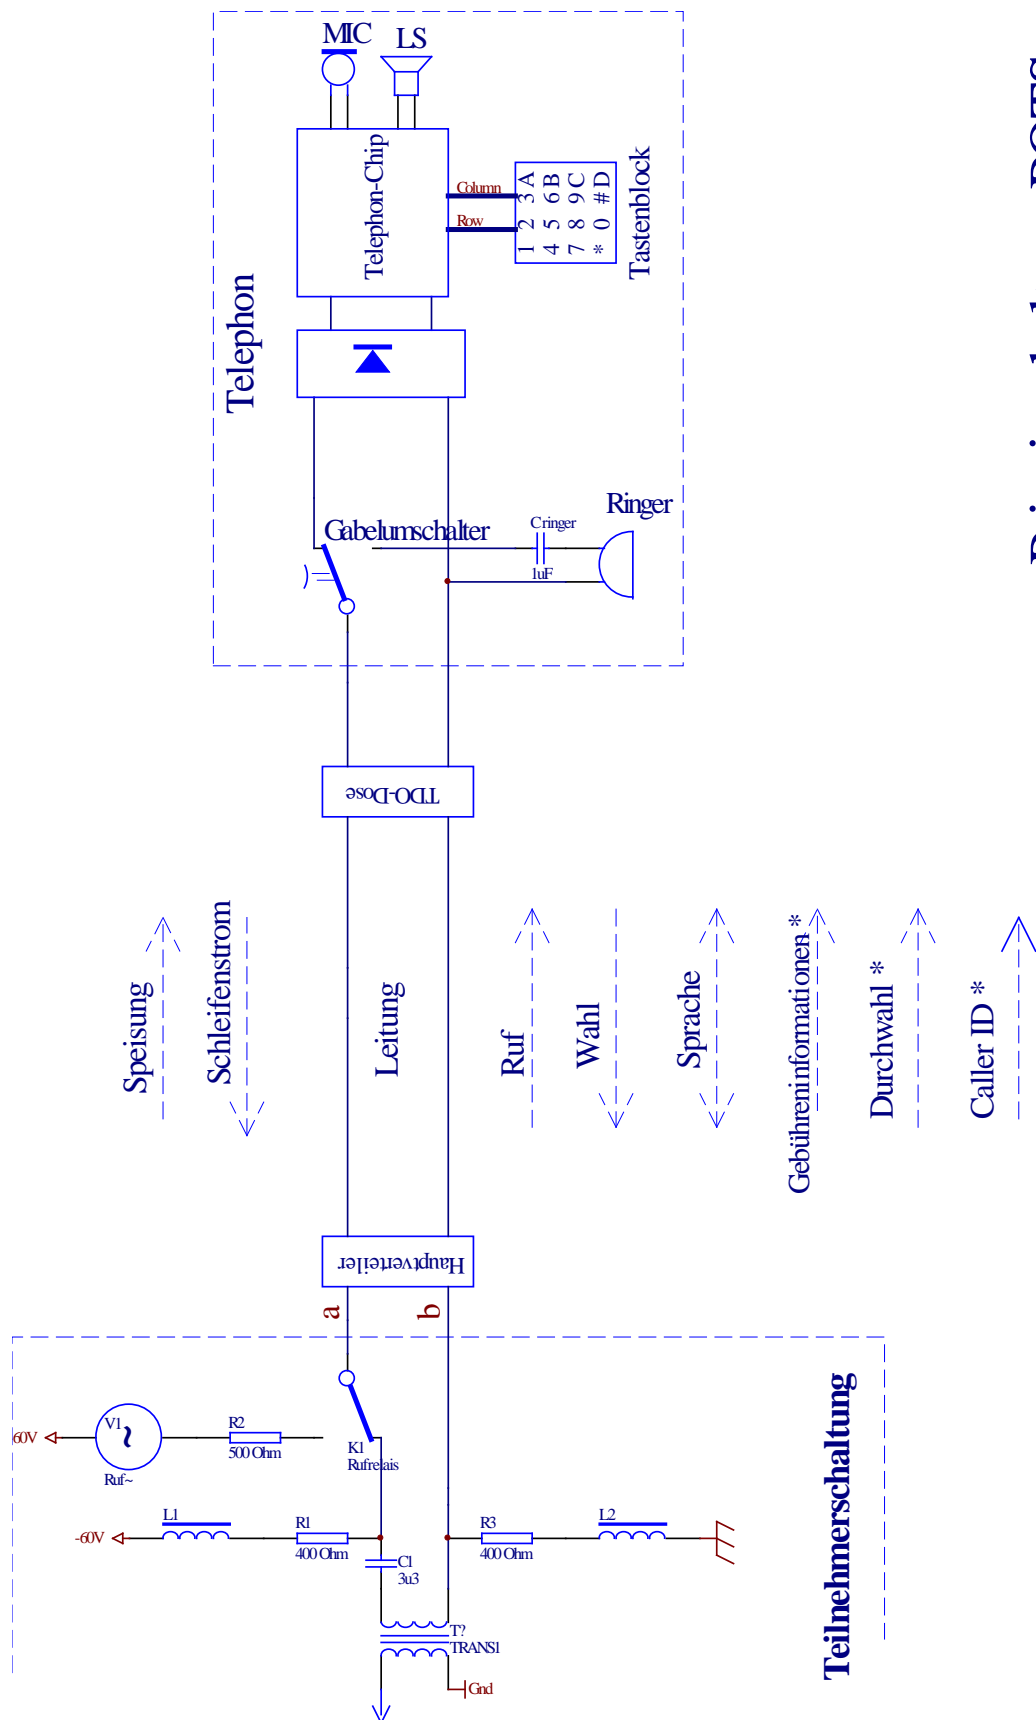 MIC
LS
Telephon-Chip
Column
Row
1 2 3 A
4 5 6 B
7 8 9 C
* 0 # D
Tastenblock
Telephon
Gabelumschalter
Cringer
1uF
Ringer
TDO-Dose
Speisung
Schleifenstrom
Leitung
Ruf
Wahl
Sprache
Gebühreninformationen *
Durchwahl *
Caller ID *
Hauptverteiler
a
b
60V
V1
~
Ruf~
R2
500 Ohm
K1
Rufrelais
-60V
L1
R1
400 Ohm
C1
3u3
R3
400 Ohm
L2
T?
TRANS1
Gnd
Teilnehmerschaltung